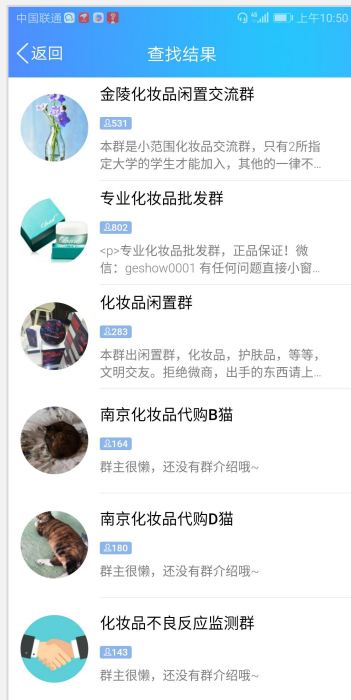 中国联通 46 上午10:50
返回 查找结果
金陵化妆品闲置交流群
531
本群是小范围化妆品交流群，只有2所指
定大学的学生才能加入，其他的一律不...
专业化妆品批发群
802
<p>专业化妆品批发群，正品保证！微
信：geshow0001 有任何问题直接小窗...
化妆品闲置群
283
本群出闲置群，化妆品，护肤品，等等，
文明交友。拒绝微商，出手的东西请上...
南京化妆品代购B猫
164
群主很懒，还没有群介绍哦~
南京化妆品代购D猫
180
群主很懒，还没有群介绍哦~
化妆品不良反应监测群
143
群主很懒，还没有群介绍哦~